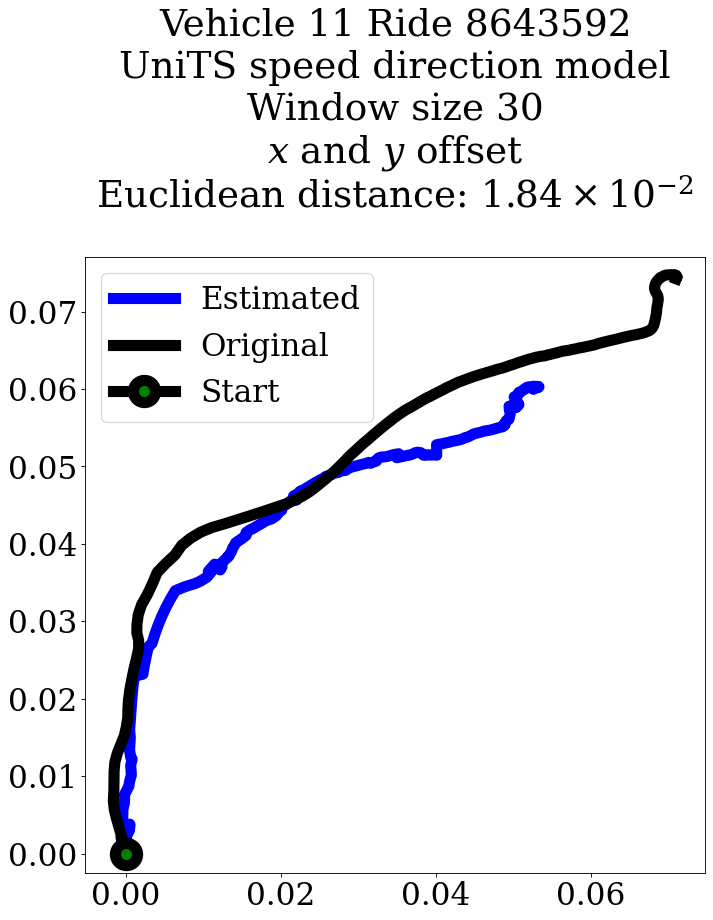 Vehicle 11 Ride 8643592
UniTS speed direction model
Window size 30
x and y offset
Euclidean distance: 1.84 × 10⁻²
Estimated
Original
Start
0.07
0.06
0.05
0.04
0.03
0.02
0.01
0.00
0.00 0.02 0.04 0.06